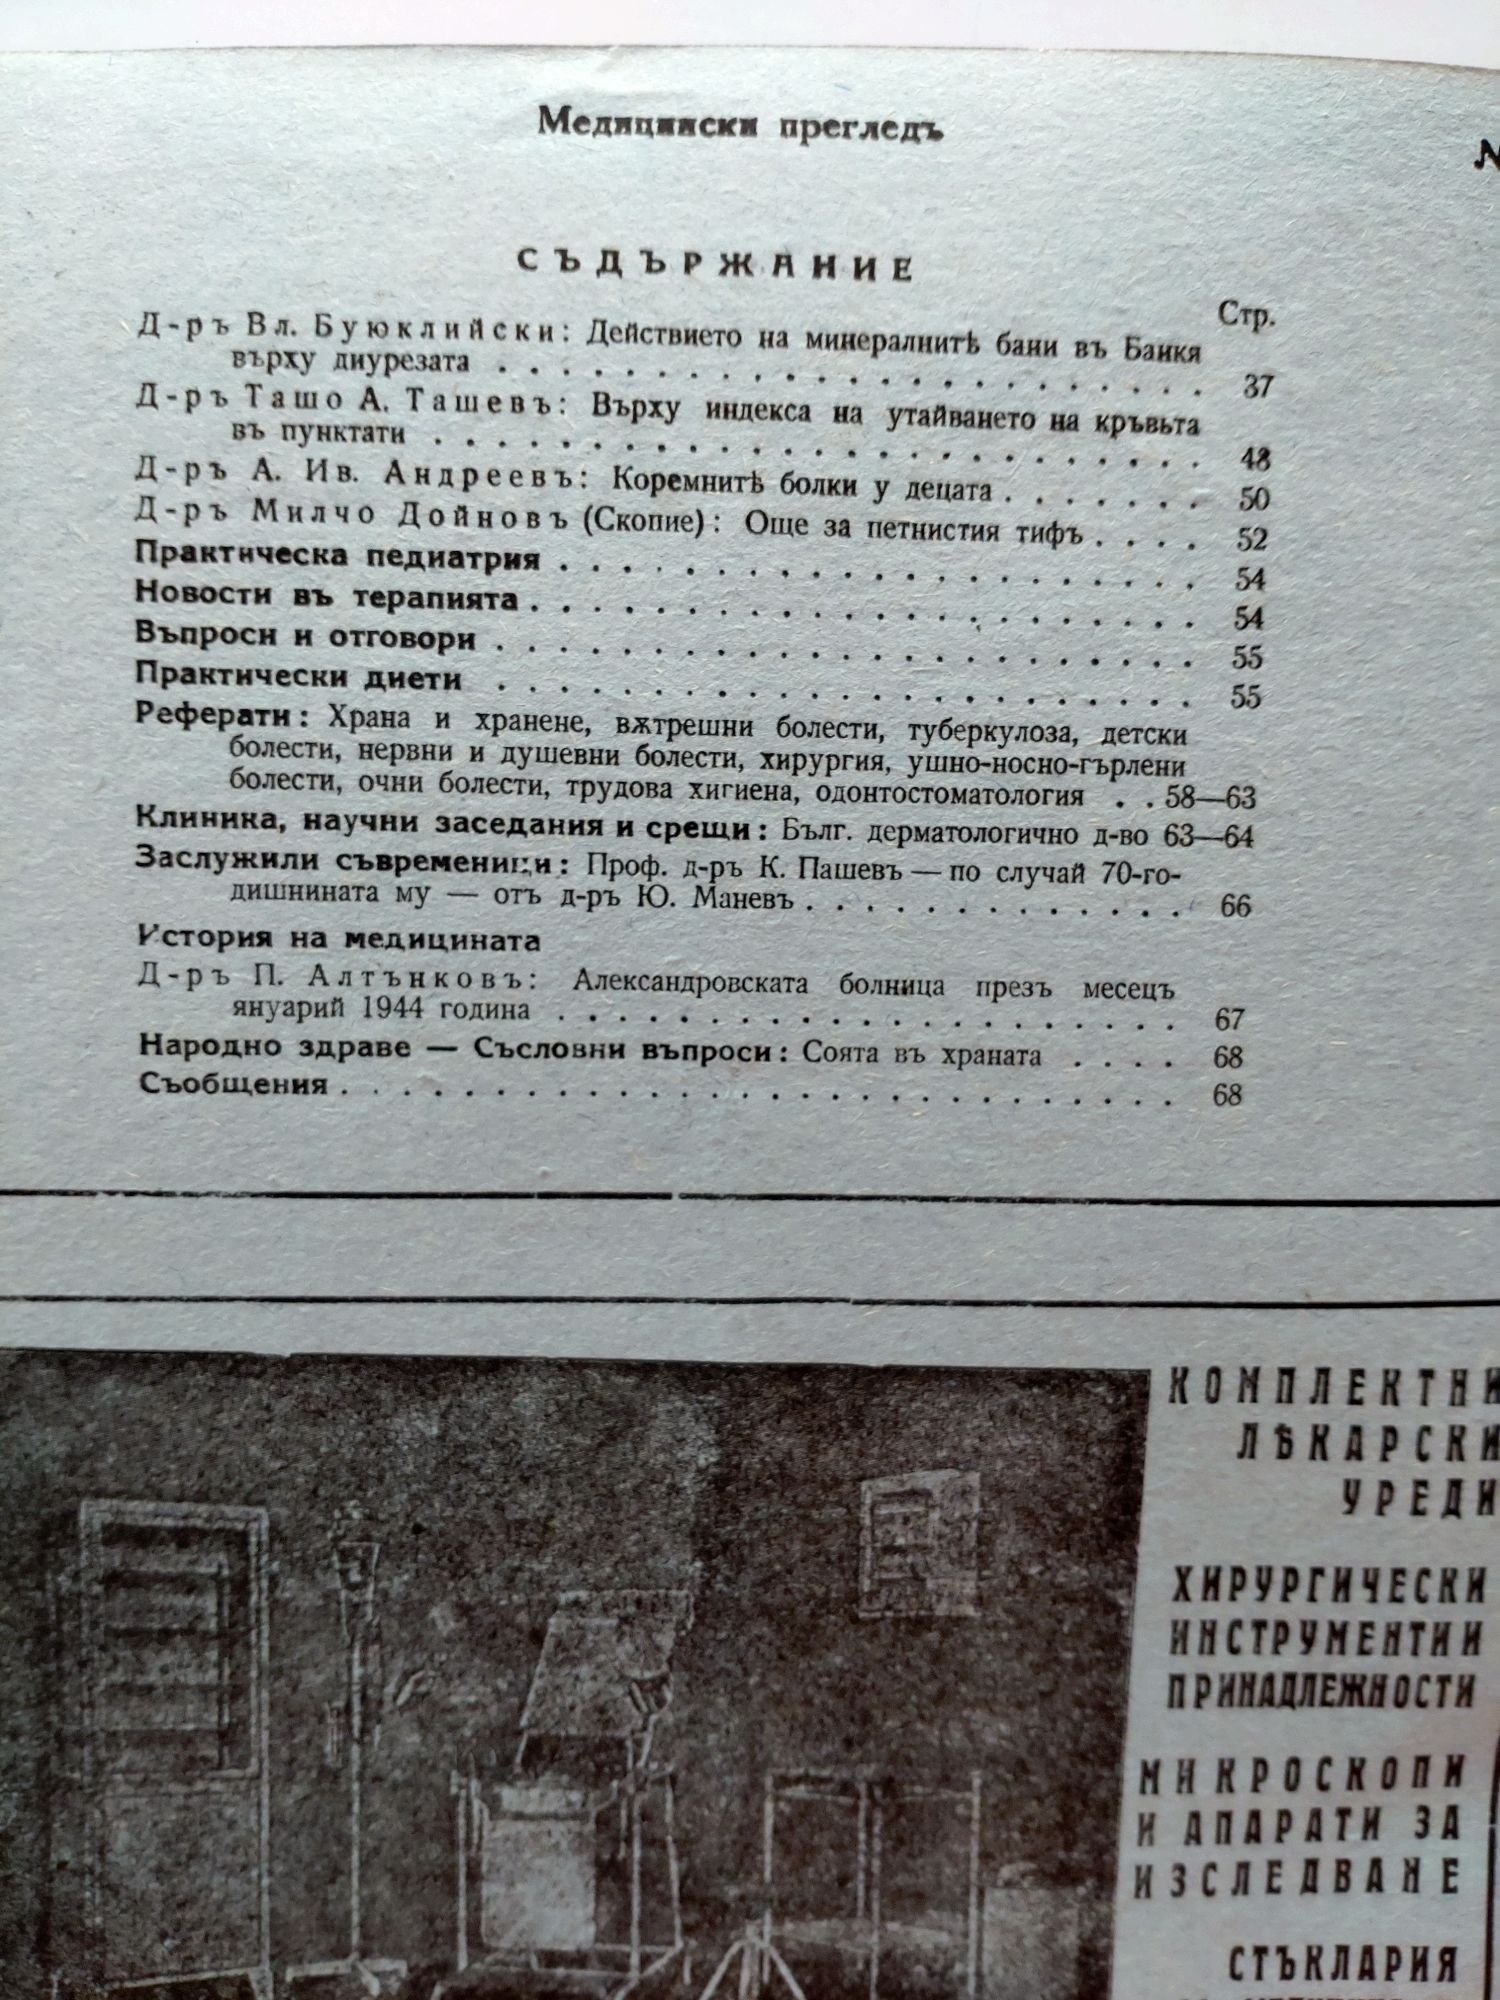 Медицински прегледъ
СЪДЪРЖАНИЕ
Стр.
Д-ръ Вл. Буюклийски: Действието на минералнитѣ бани въ Банкя
върху диурезата . . . . . . . . . . . . . . . . . . . . . . . 37
Д-ръ Ташо А. Ташевъ: Върху индекса на утайването на кръвьта
въ пунктати . . . . . . . . . . . . . . . . . . . . . . . . . 48
Д-ръ А. Ив. Андреевъ: Коремнитѣ болки у децата . . . . . . . 50
Д-ръ Милчо Дойновъ (Скопие): Още за петнистия тифъ . . . . 52
Практическа педиатрия . . . . . . . . . . . . . . . . . . . . . 54
Новости въ терапията . . . . . . . . . . . . . . . . . . . . . . 54
Въпроси и отговори . . . . . . . . . . . . . . . . . . . . . . . 55
Практически диети . . . . . . . . . . . . . . . . . . . . . . . 55
Реферати: Храна и хранене, вѫтрешни болести, туберкулоза, детски
болести, нервни и душевни болести, хирургия, ушно-носно-гърлени
болести, очни болести, трудова хигиена, одонтостоматология . . 58—63
Клиника, научни заседания и срещи: Бълг. дерматологично д-во 63—64
Заслужили съвременици: Проф. д-ръ К. Пашевъ — по случай 70-го-
дишнината му — отъ д-ръ Ю. Маневъ . . . . . . . . . . . . . 66
История на медицината
Д-ръ П. Алтънковъ: Александровската болница презъ месецъ
януарий 1944 година . . . . . . . . . . . . . . . . . . . . . 67
Народно здраве — Съсловни въпроси: Соята въ храната . . . . 68
Съобщения . . . . . . . . . . . . . . . . . . . . . . . . . . . . 68
КОМПЛЕКТНИ
ЛѢКАРСКИ
УРЕДИ
ХИРУРГИЧЕСКИ
ИНСТРУМЕНТИ И
ПРИНАДЛЕЖНОСТИ
МИКРОСКОПИ
И АПАРАТИ ЗА
ИЗСЛЕДВАНЕ
СТЪКЛАРИЯ